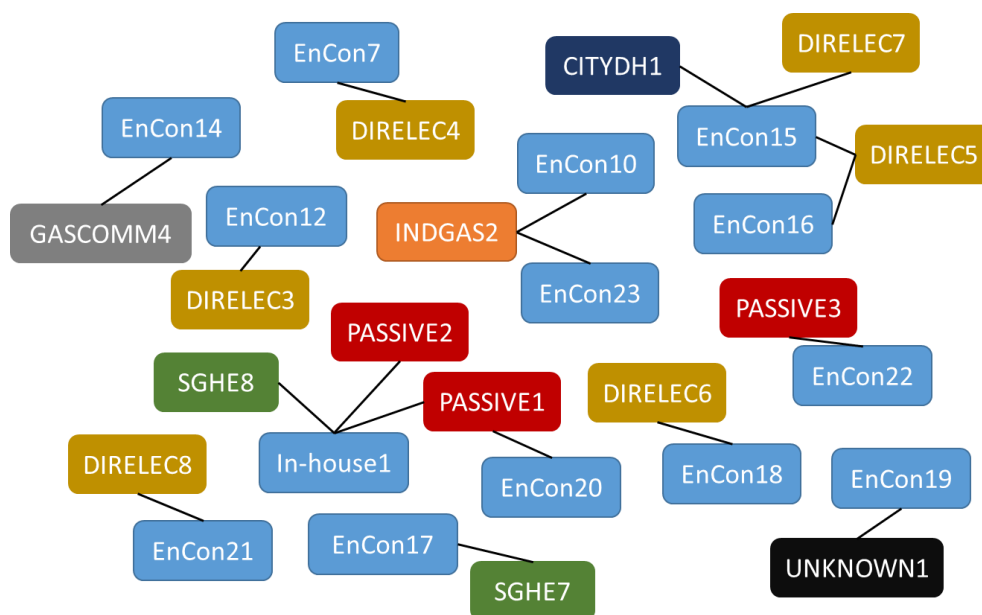 EnCon7
DIRELEC7
CITYDH1
EnCon14
DIRELEC4
EnCon15
DIRELEC5
EnCon10
EnCon12
GASCOMM4
INDGAS2
EnCon16
EnCon23
DIRELEC3
PASSIVE3
PASSIVE2
EnCon22
SGHE8
DIRELEC6
PASSIVE1
DIRELEC8
In-house1
EnCon18
EnCon19
EnCon20
EnCon21
EnCon17
UNKNOWN1
SGHE7